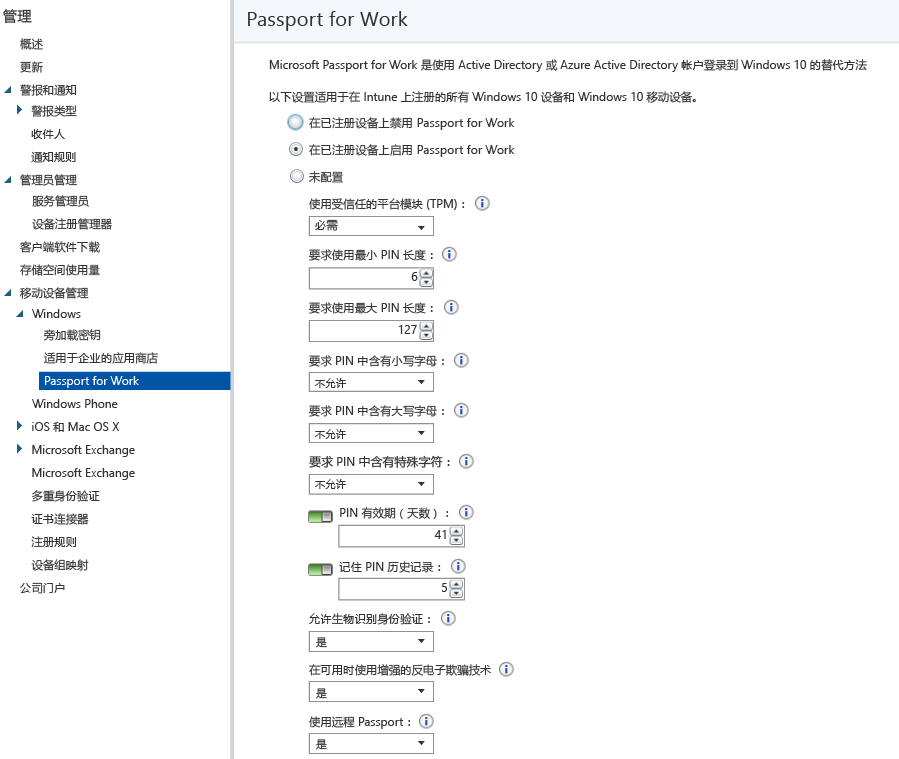 管理
概述
更新
警报和通知
警报类型
收件人
通知规则
管理员管理
服务管理员
设备注册管理器
客户端软件下载
存储空间使用量
移动设备管理
Windows
旁加载密钥
适用于企业的应用商店
Passport for Work
Windows Phone
iOS 和 Mac OS X
Microsoft Exchange
Microsoft Exchange
多重身份验证
证书连接器
注册规则
设备组映射
公司门户
Passport for Work
Microsoft Passport for Work 是使用 Active Directory 或 Azure Active Directory 帐户登录到 Windows 10 的替代方法
以下设置适用于在 Intune 上注册的所有 Windows 10 设备和 Windows 10 移动设备。
在已注册设备上禁用 Passport for Work
在已注册设备上启用 Passport for Work
未配置
使用受信任的平台模块 (TPM)：
必需
要求使用最小 PIN 长度：
6
要求使用最大 PIN 长度：
127
要求 PIN 中含有小写字母：
不允许
要求 PIN 中含有大写字母：
不允许
要求 PIN 中含有特殊字符：
不允许
PIN 有效期（天数）：
41
记住 PIN 历史记录：
5
允许生物识别身份验证：
是
在可用时使用增强的反电子欺骗技术
是
使用远程 Passport：
是